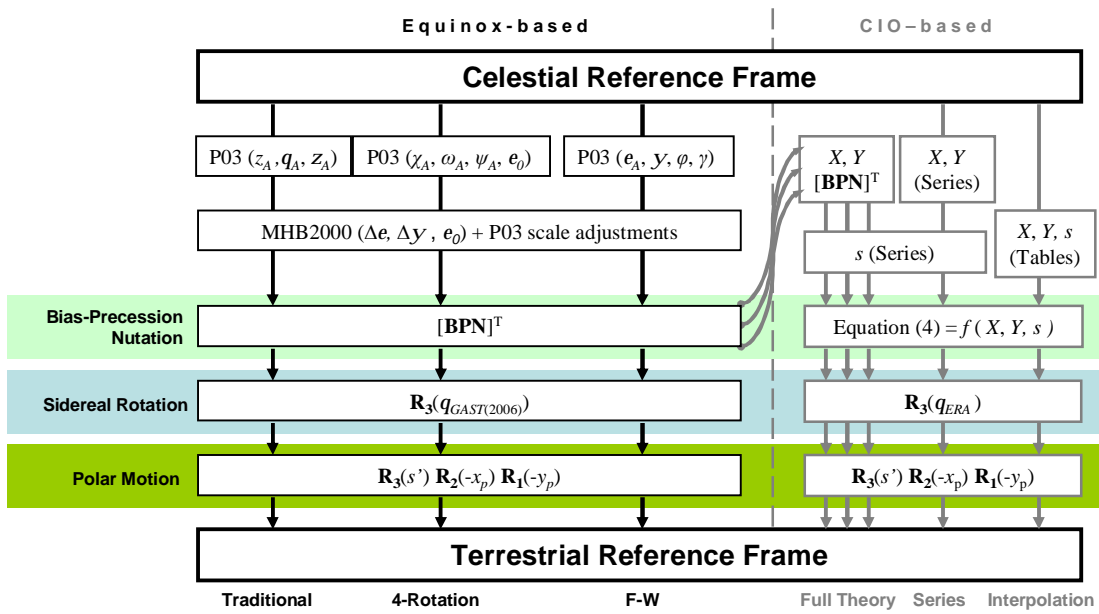 Equinox-based
CIO-based
Celestial Reference Frame
P03 (z_A, q_A, z_A)
P03 (χ_A, ω_A, ψ_A, e_0)
P03 (e_A, y, φ, γ)
X, Y
[BPN]^T
X, Y
(Series)
MHB2000 (Δe, Δy , e_0) + P03 scale adjustments
s (Series)
X, Y, s
(Tables)
Bias-Precession
Nutation
[BPN]^T
Equation (4) = f ( X, Y, s )
Sidereal Rotation
R_3(q_GAST(2006))
R_3(q_ERA )
Polar Motion
R_3(s’) R_2(-x_p) R_1(-y_p)
R_3(s’) R_2(-x_p) R_1(-y_p)
Terrestrial Reference Frame
Traditional
4-Rotation
F-W
Full Theory
Series
Interpolation